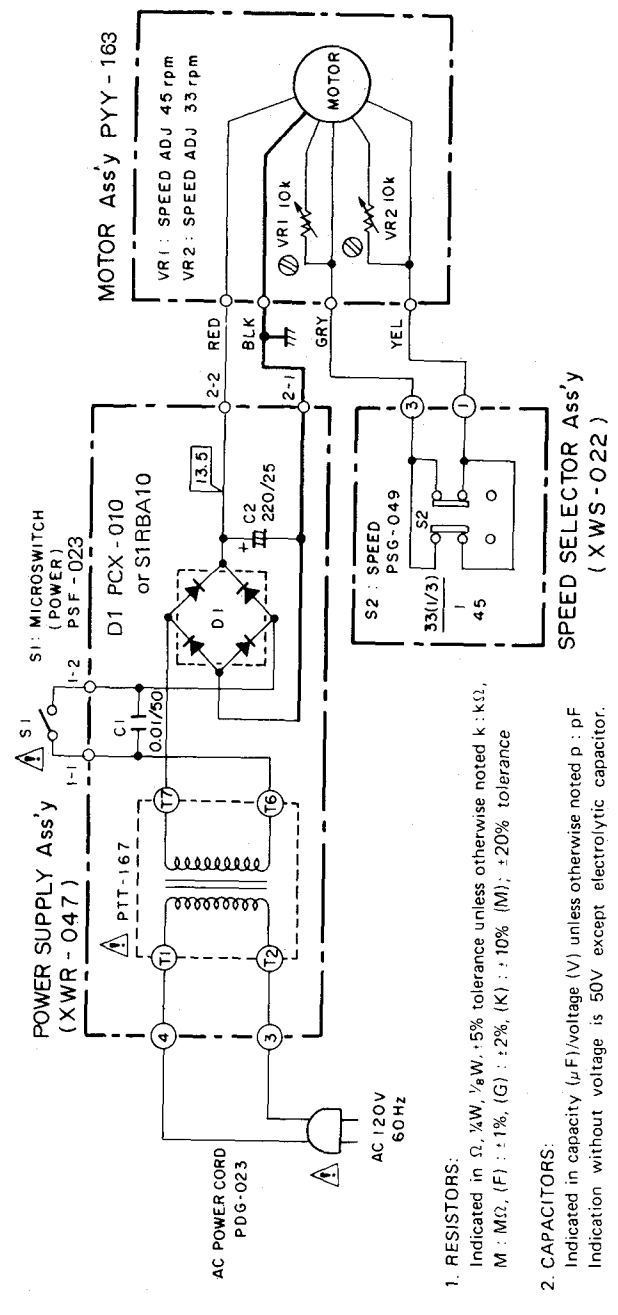 POWER SUPPLY Ass'y
(XWR-047)
AC POWER CORD
PDG-023
AC 120V
60Hz
4
3
PTT-167
T1
T2
T7
T6
S1
S1: MICROSWITCH
(POWER)
PSF-023
1-1
1-2
C1
0.01/50
D1 PCX-010
or S1RBA10
D1
13.5
+
C2
220/25
2-2
2-1
RED
BLK
GRY
YEL
MOTOR Ass'y PYY-163
VR1: SPEED ADJ 45rpm
VR2: SPEED ADJ 33rpm
MOTOR
VR1 10k
VR2 10k
S2: SPEED
PSG-049
33(1/3)
1
45
S2
3
1
SPEED SELECTOR Ass'y
(XWS-022)
1. RESISTORS:
Indicated in Ω, ¼W, ⅛W, ±5% tolerance unless otherwise noted k : kΩ,
M : MΩ, (F) : ±1%, (G) : ±2%, (K) : ±10% (M); ±20% tolerance
2. CAPACITORS:
Indicated in capacity (μF)/voltage (V) unless otherwise noted p : pF
Indication without voltage is 50V except electrolytic capacitor.